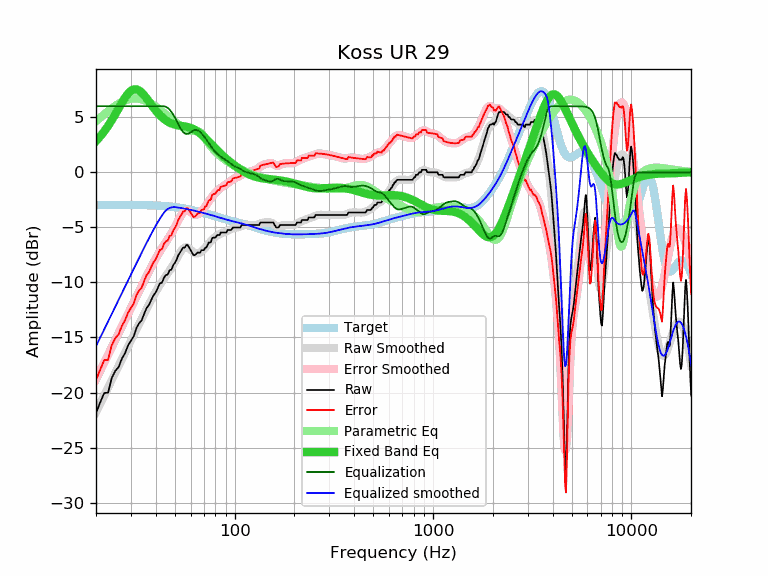 Koss UR 29
Amplitude (dBr)
5
0
−5
−10
−15
−20
−25
−30
Target
Raw Smoothed
Error Smoothed
Raw
Error
Parametric Eq
Fixed Band Eq
Equalization
Equalized smoothed
100
1000
10000
Frequency (Hz)